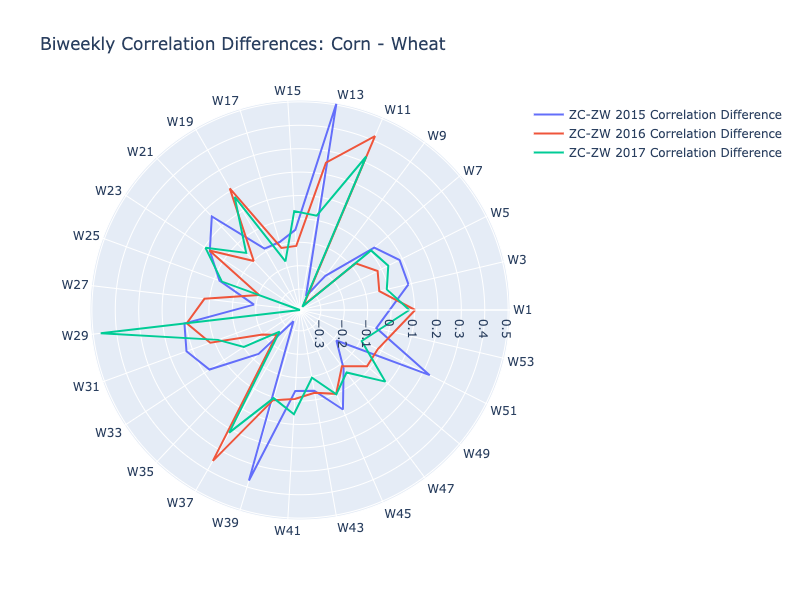 Biweekly Correlation Differences: Corn - Wheat
ZC-ZW 2015 Correlation Difference
ZC-ZW 2016 Correlation Difference
ZC-ZW 2017 Correlation Difference
W1
W3
W5
W7
W9
W11
W13
W15
W17
W19
W21
W23
W25
W27
W29
W31
W33
W35
W37
W39
W41
W43
W45
W47
W49
W51
W53
−0.3
−0.2
−0.1
0
0.1
0.2
0.3
0.4
0.5